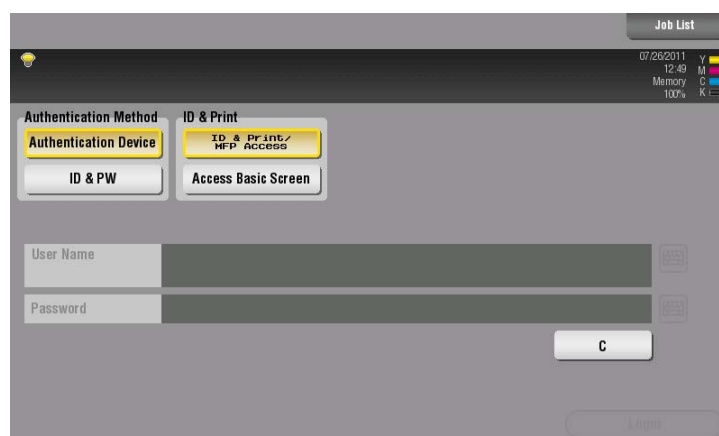 Job List
07/26/2011
12:49
Memory
100%
Y
M
C
K
Authentication Method
Authentication Device
ID & PW
ID & Print
ID & Print/
MFP Access
Access Basic Screen
User Name
Password
C
Login